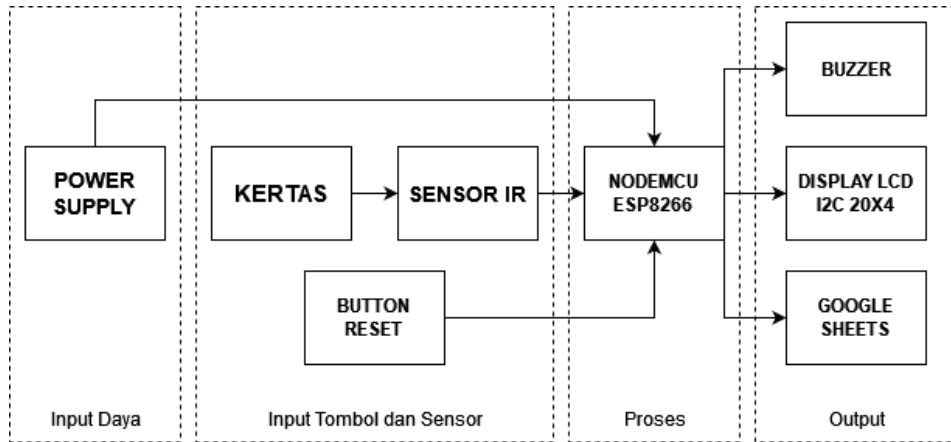 BUZZER
POWER
SUPPLY
KERTAS
SENSOR IR
NODEMCU
ESP8266
DISPLAY LCD
I2C 20X4
BUTTON
RESET
GOOGLE
SHEETS
Input Daya
Input Tombol dan Sensor
Proses
Output